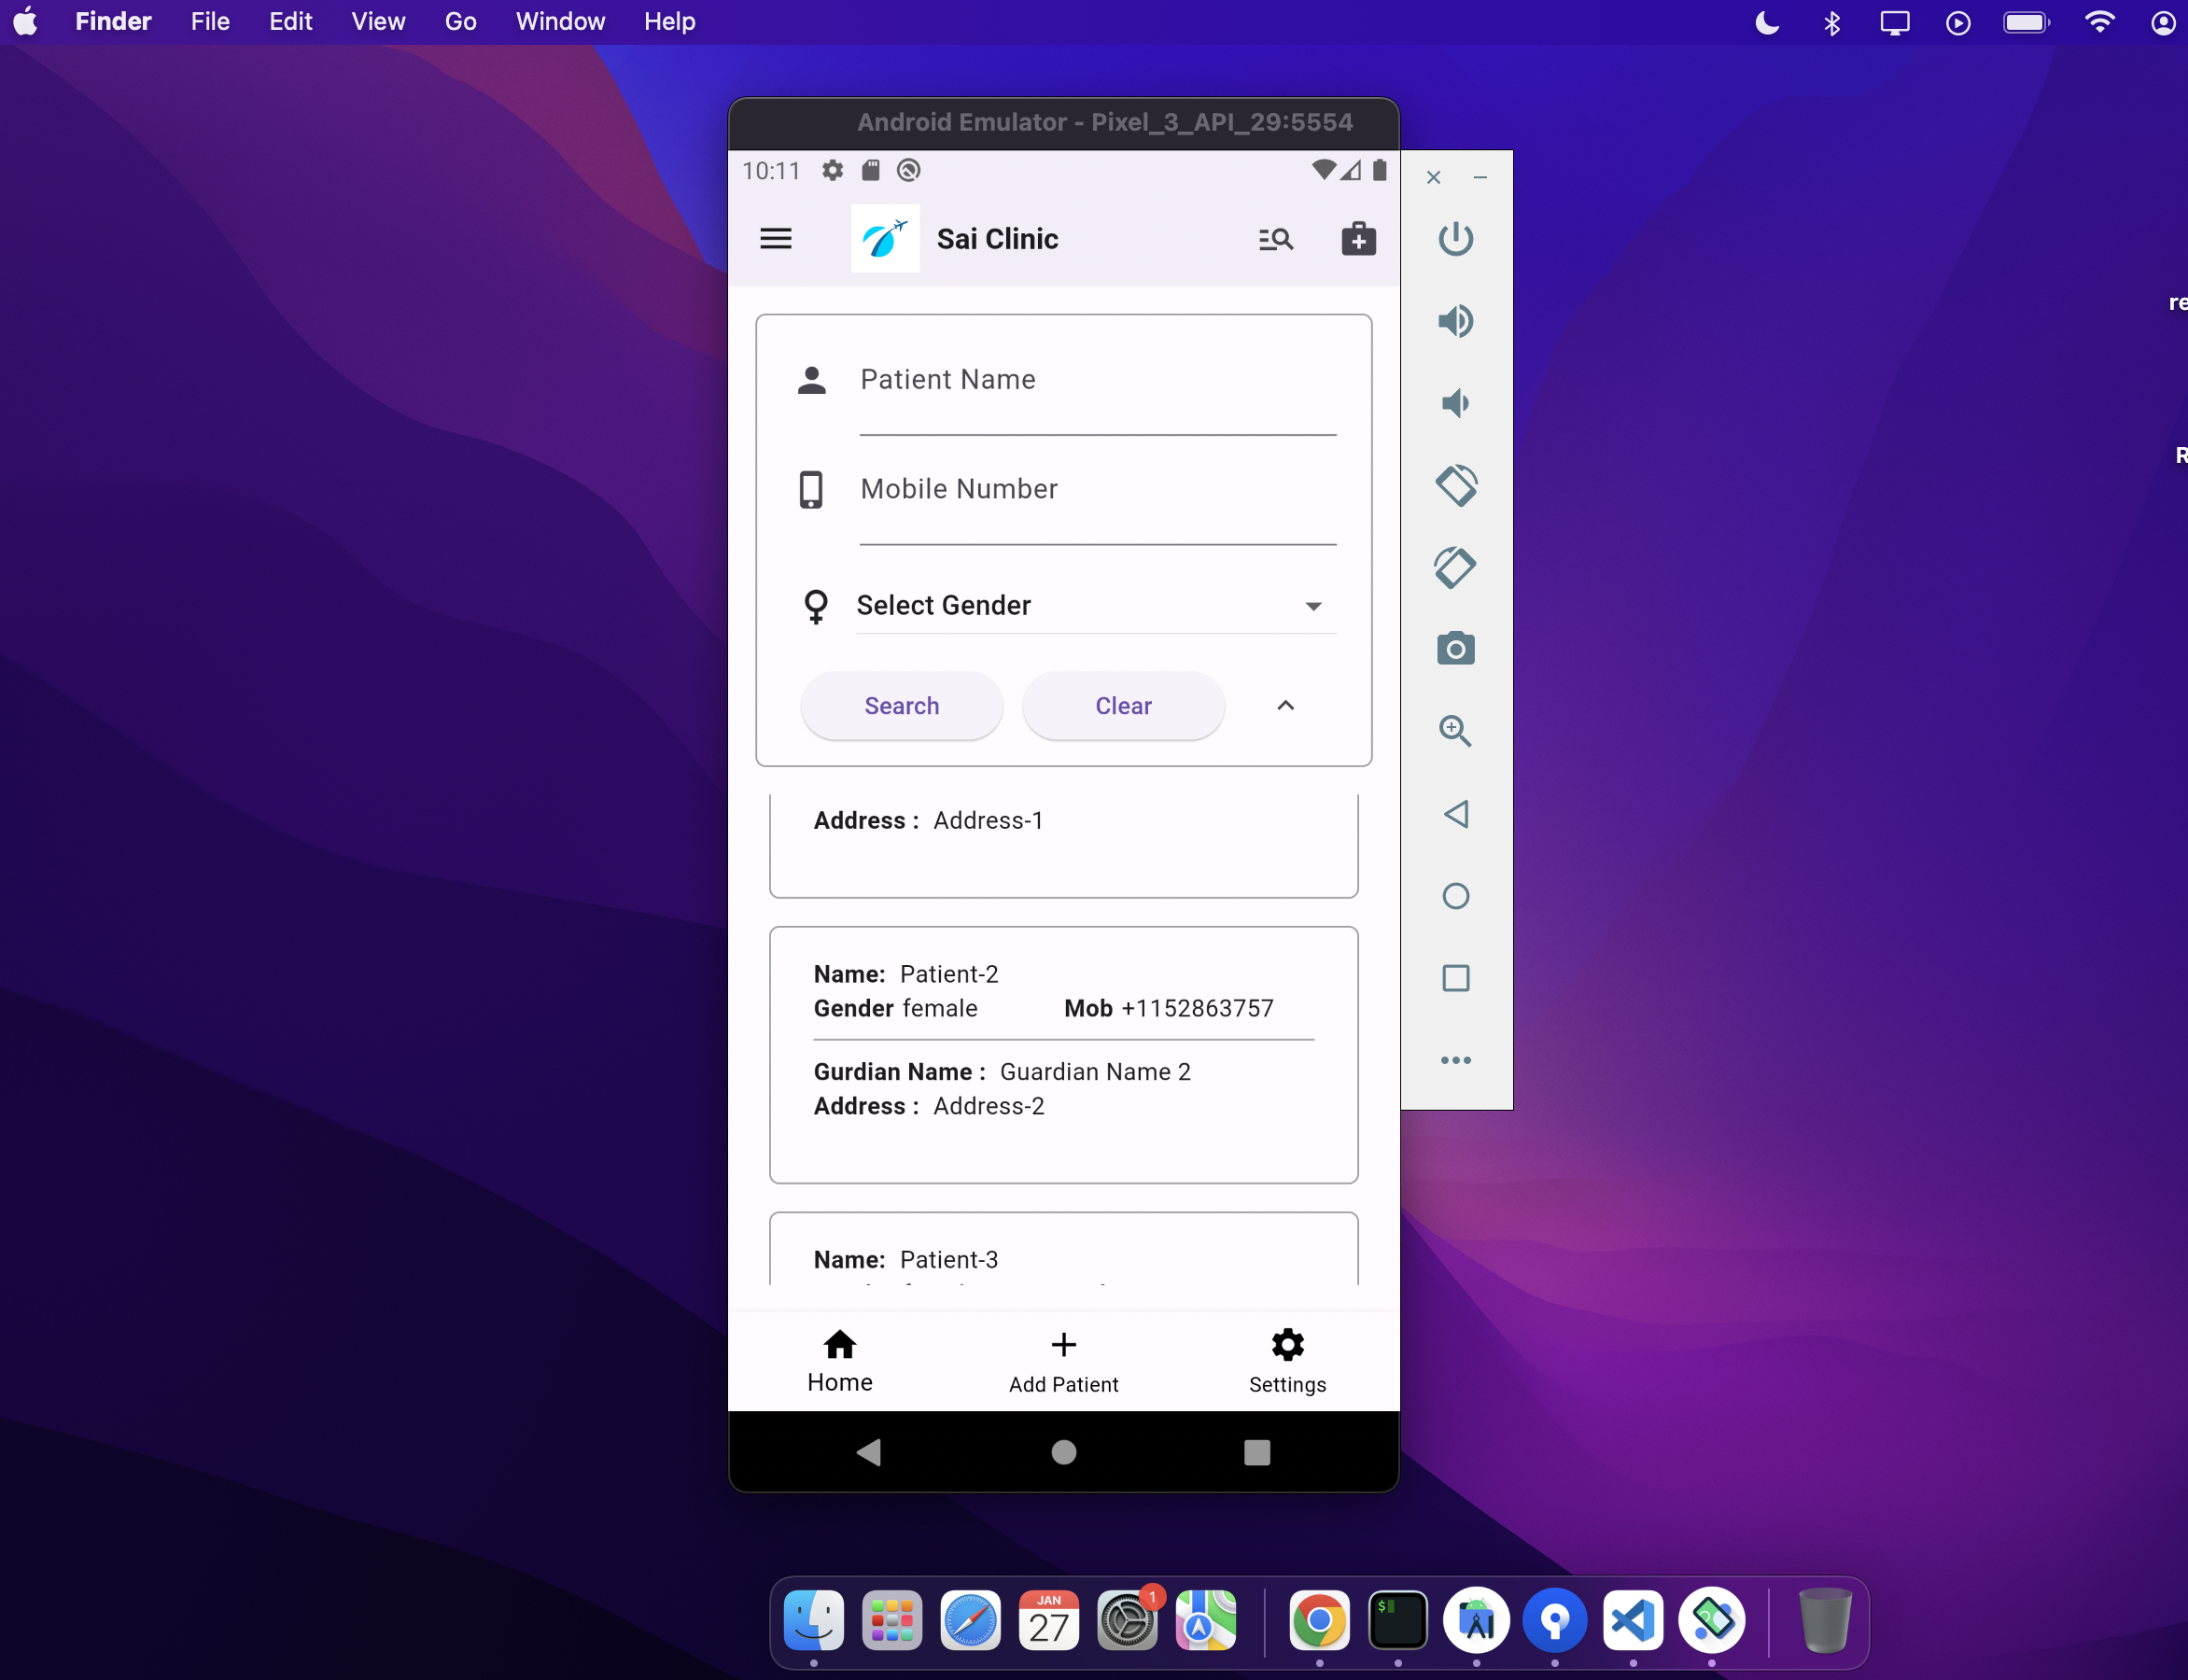 Finder File Edit View Go Window Help
Android Emulator - Pixel_3_API_29:5554
10:11
Sai Clinic
re
Patient Name
R
Mobile Number
Select Gender
Search Clear
Address : Address-1
Name: Patient-2
Gender female Mob +1152863757
Gurdian Name : Guardian Name 2
Address : Address-2
Name: Patient-3
Home Add Patient Settings
JAN
27
1
$